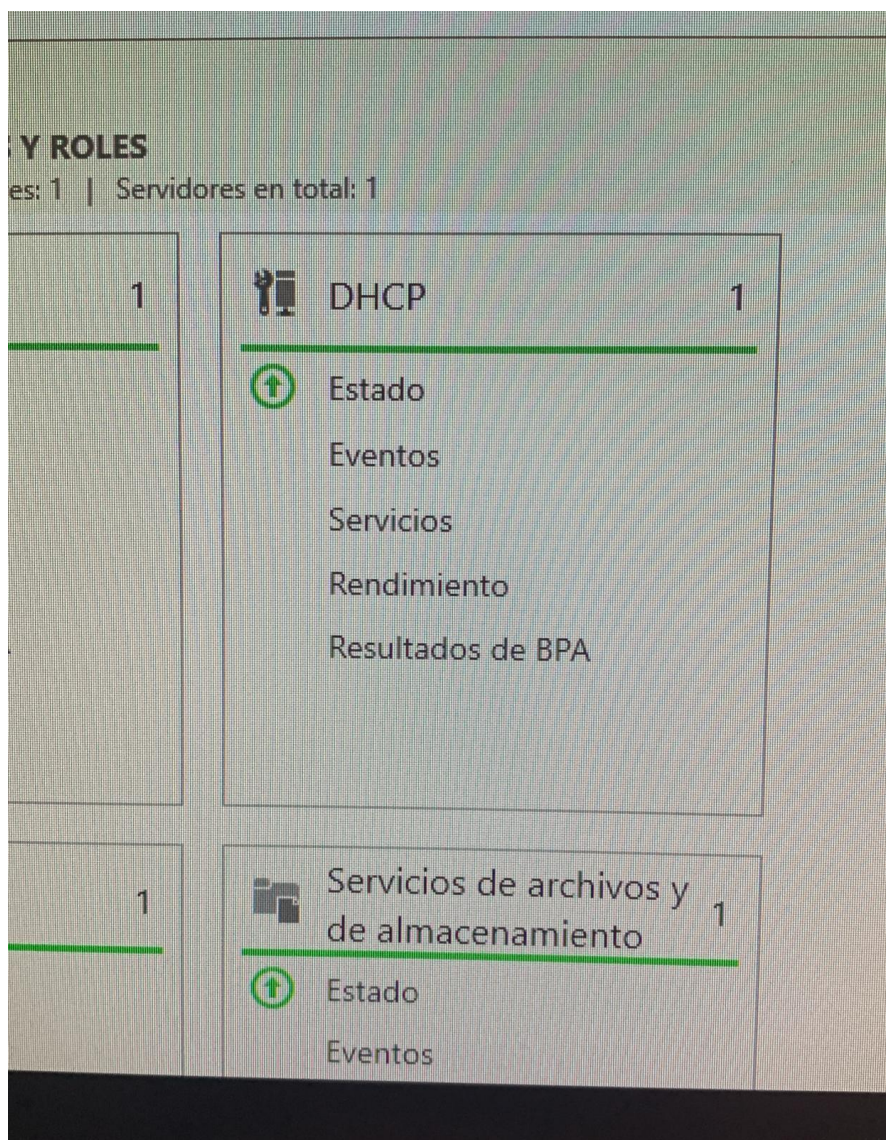 Y ROLES
es: 1 | Servidores en total: 1
1
DHCP 1
Estado
Eventos
Servicios
Rendimiento
Resultados de BPA
1
Servicios de archivos y
de almacenamiento 1
Estado
Eventos